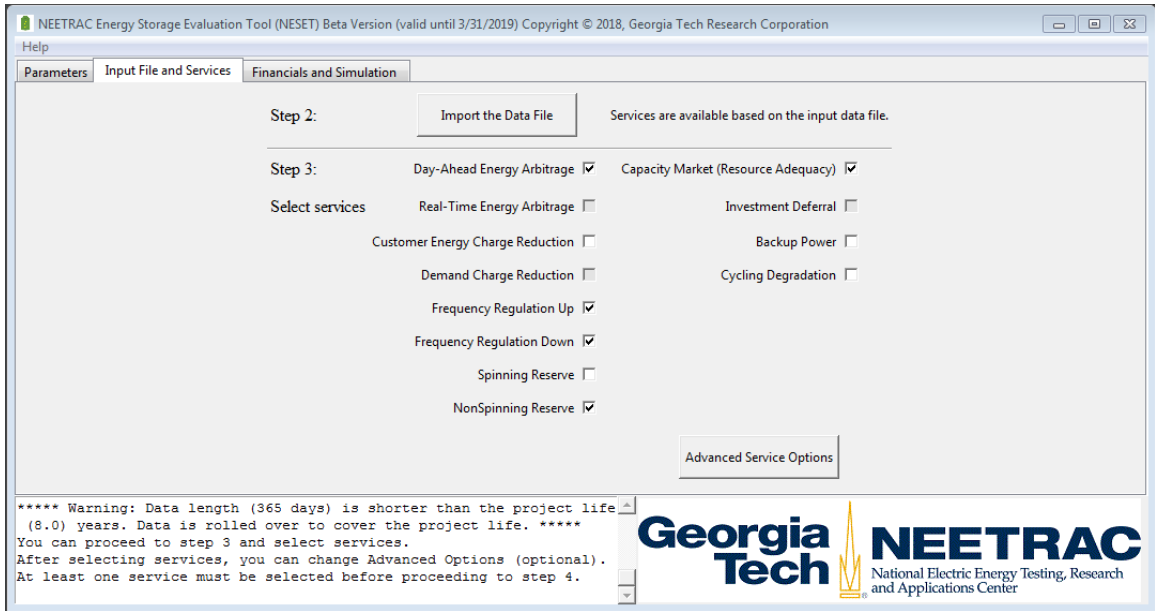 NEETRAC Energy Storage Evaluation Tool (NESET) Beta Version (valid until 3/31/2019) Copyright © 2018, Georgia Tech Research Corporation
Help
Parameters Input File and Services Financials and Simulation
Step 2: Import the Data File Services are available based on the input data file.
Step 3: Day-Ahead Energy Arbitrage Capacity Market (Resource Adequacy)
Select services Real-Time Energy Arbitrage Investment Deferral
Customer Energy Charge Reduction Backup Power
Demand Charge Reduction Cycling Degradation
Frequency Regulation Up
Frequency Regulation Down
Spinning Reserve
NonSpinning Reserve
Advanced Service Options
***** Warning: Data length (365 days) is shorter than the project life
(8.0) years. Data is rolled over to cover the project life. *****
You can proceed to step 3 and select services.
After selecting services, you can change Advanced Options (optional).
At least one service must be selected before proceeding to step 4.
Georgia
Tech
®
NEETRAC
National Electric Energy Testing, Research
and Applications Center